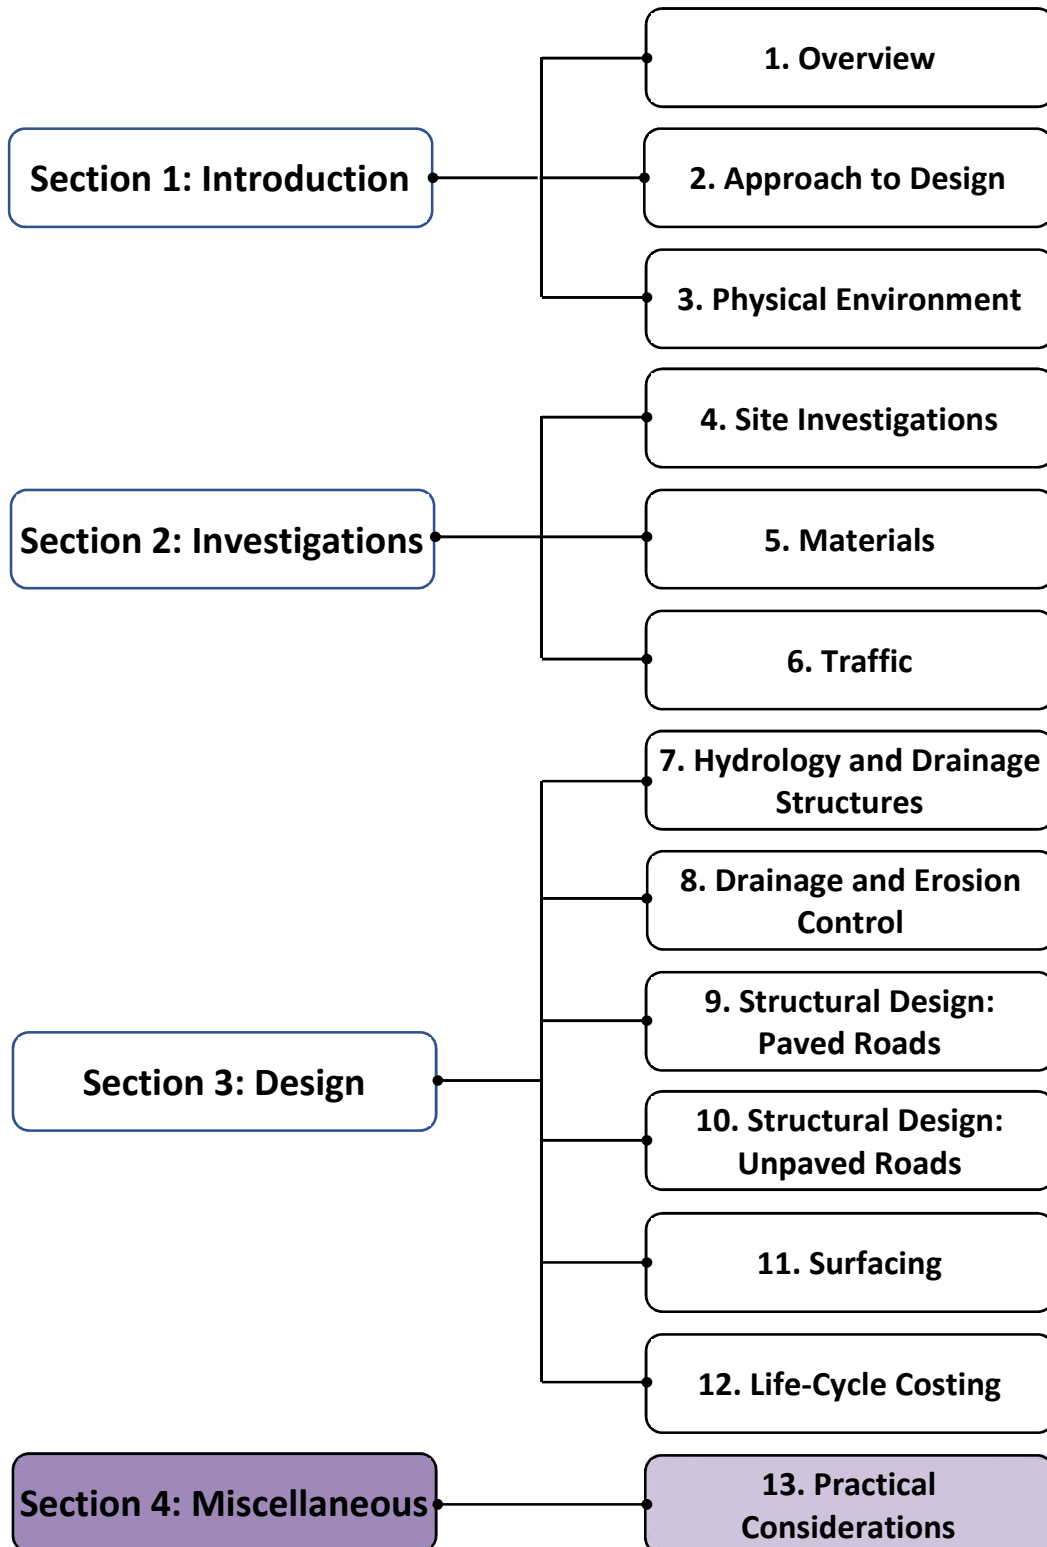 Section 1: Introduction
1. Overview
2. Approach to Design
3. Physical Environment
Section 2: Investigations
4. Site Investigations
5. Materials
6. Traffic
Section 3: Design
7. Hydrology and Drainage
Structures
8. Drainage and Erosion
Control
9. Structural Design:
Paved Roads
10. Structural Design:
Unpaved Roads
11. Surfacing
12. Life-Cycle Costing
Section 4: Miscellaneous
13. Practical
Considerations